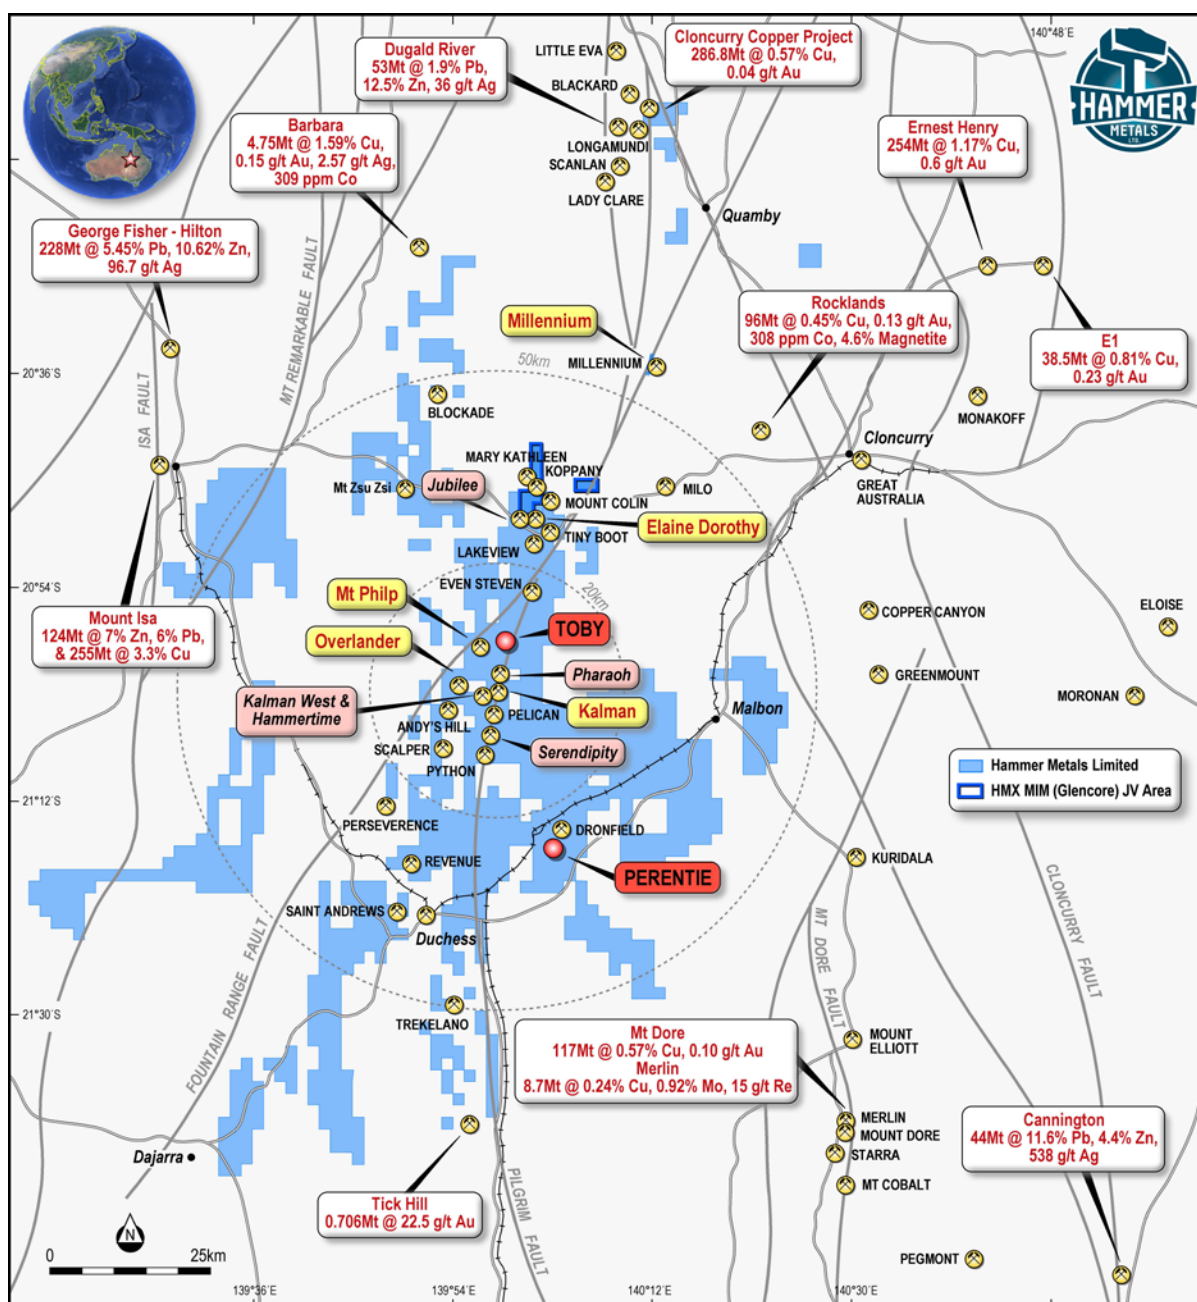 140°48´E
HAMMER
METALS
LTD.
LITTLE EVA
Dugald River
53Mt @ 1.9% Pb,
12.5% Zn, 36 g/t Ag
Cloncurry Copper Project
286.8Mt @ 0.57% Cu,
0.04 g/t Au
BLACKARD
Barbara
4.75Mt @ 1.59% Cu,
0.15 g/t Au, 2.57 g/t Ag,
309 ppm Co
LONGAMUNDI
SCANLAN
LADY CLARE
Ernest Henry
254Mt @ 1.17% Cu,
0.6 g/t Au
Quamby
George Fisher - Hilton
228Mt @ 5.45% Pb, 10.62% Zn,
96.7 g/t Ag
MT REMARKABLE FAULT
Rocklands
96Mt @ 0.45% Cu, 0.13 g/t Au,
308 ppm Co, 4.6% Magnetite
Millennium
MILLENNIUM
50km
E1
38.5Mt @ 0.81% Cu,
0.23 g/t Au
20°36´S
ISA FAULT
BLOCKADE
MONAKOFF
Cloncurry
MARY KATHLEEN
KOPPANY
Mt Zsu Zsi
Jubilee
MOUNT COLIN
MILO
GREAT
AUSTRALIA
Elaine Dorothy
TINY BOOT
LAKEVIEW
20°54´S
EVEN STEVEN
20km
Mt Philp
Mount Isa
124Mt @ 7% Zn, 6% Pb,
& 255Mt @ 3.3% Cu
TOBY
COPPER CANYON
ELOISE
Overlander
Pharaoh
GREENMOUNT
MORONAN
Kalman West &
Hammertime
Kalman
PELICAN
Malbon
ANDY'S HILL
SCALPER
Serendipity
PYTHON
Hammer Metals Limited
HMX MIM (Glencore) JV Area
21°12´S
PERSEVERENCE
DRONFIELD
REVENUE
PERENTIE
KURIDALA
SAINT ANDREWS
Duchess
FOUNTAIN RANGE FAULT
MT DORE FAULT
CLONCURRY FAULT
21°30´S
TREKELANO
MOUNT
ELLIOTT
Mt Dore
117Mt @ 0.57% Cu, 0.10 g/t Au
Merlin
8.7Mt @ 0.24% Cu, 0.92% Mo, 15 g/t Re
MERLIN
MOUNT DORE
STARRA
MT COBALT
Cannington
44Mt @ 11.6% Pb, 4.4% Zn,
538 g/t Ag
Dajarra
Tick Hill
0.706Mt @ 22.5 g/t Au
PILGRIM FAULT
N
0 25km
PEGMONT
139°36´E
139°54´E
140°12´E
140°30´E